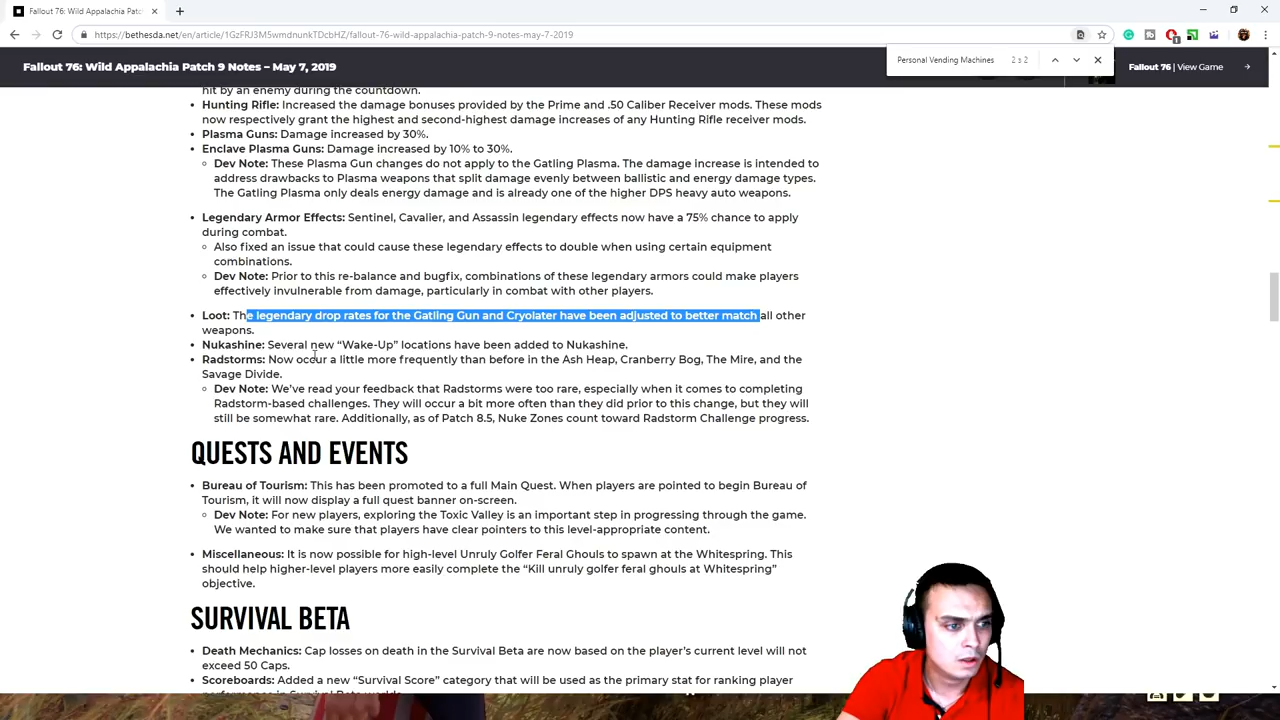 Fallout 76: Wild Appalachia Patc
https://bethesda.net/en/article/1GzFRJ3M5wmdnunkTDcbHZ/fallout-76-wild-appalachia-patch-9-notes-may-7-2019
Personal Vending Machines 2 z 2
Fallout 76: Wild Appalachia Patch 9 Notes – May 7, 2019
Fallout 76 | View Game
hit by an enemy during the countdown.
• Hunting Rifle: Increased the damage bonuses provided by the Prime and .50 Caliber Receiver mods. These mods
now respectively grant the highest and second-highest damage increases of any Hunting Rifle receiver mods.
• Plasma Guns: Damage increased by 30%.
• Enclave Plasma Guns: Damage increased by 10% to 30%.
Dev Note: These Plasma Gun changes do not apply to the Gatling Plasma. The damage increase is intended to
address drawbacks to Plasma weapons that split damage evenly between ballistic and energy damage types.
The Gatling Plasma only deals energy damage and is already one of the higher DPS heavy auto weapons.
• Legendary Armor Effects: Sentinel, Cavalier, and Assassin legendary effects now have a 75% chance to apply
during combat.
Also fixed an issue that could cause these legendary effects to double when using certain equipment
combinations.
Dev Note: Prior to this re-balance and bugfix, combinations of these legendary armors could make players
effectively invulnerable from damage, particularly in combat with other players.
• Loot: The legendary drop rates for the Gatling Gun and Cryolater have been adjusted to better match all other
weapons.
• Nukashine: Several new “Wake-Up” locations have been added to Nukashine.
• Radstorms: Now occur a little more frequently than before in the Ash Heap, Cranberry Bog, The Mire, and the
Savage Divide.
Dev Note: We’ve read your feedback that Radstorms were too rare, especially when it comes to completing
Radstorm-based challenges. They will occur a bit more often than they did prior to this change, but they will
still be somewhat rare. Additionally, as of Patch 8.5, Nuke Zones count toward Radstorm Challenge progress.
QUESTS AND EVENTS
• Bureau of Tourism: This has been promoted to a full Main Quest. When players are pointed to begin Bureau of
Tourism, it will now display a full quest banner on-screen.
Dev Note: For new players, exploring the Toxic Valley is an important step in progressing through the game.
We wanted to make sure that players have clear pointers to this level-appropriate content.
• Miscellaneous: It is now possible for high-level Unruly Golfer Feral Ghouls to spawn at the Whitespring. This
should help higher-level players more easily complete the “Kill unruly golfer feral ghouls at Whitespring”
objective.
SURVIVAL BETA
• Death Mechanics: Cap losses on death in the Survival Beta are now based on the player’s current level will not
exceed 50 Caps.
• Scoreboards: Added a new “Survival Score” category that will be used as the primary stat for ranking player